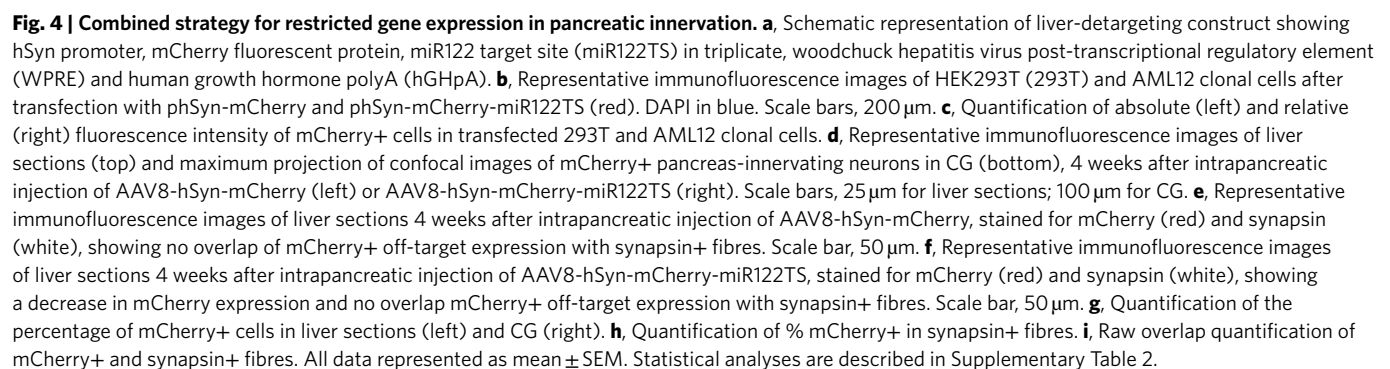 Fig. 4 | Combined strategy for restricted gene expression in pancreatic innervation. a, Schematic representation of liver-detargeting construct showing
hSyn promoter, mCherry fluorescent protein, miR122 target site (miR122TS) in triplicate, woodchuck hepatitis virus post-transcriptional regulatory element
(WPRE) and human growth hormone polyA (hGHpA). b, Representative immunofluorescence images of HEK293T (293T) and AML12 clonal cells after
transfection with phSyn-mCherry and phSyn-mCherry-miR122TS (red). DAPI in blue. Scale bars, 200 μm. c, Quantification of absolute (left) and relative
(right) fluorescence intensity of mCherry+ cells in transfected 293T and AML12 clonal cells. d, Representative immunofluorescence images of liver
sections (top) and maximum projection of confocal images of mCherry+ pancreas-innervating neurons in CG (bottom), 4 weeks after intrapancreatic
injection of AAV8-hSyn-mCherry (left) or AAV8-hSyn-mCherry-miR122TS (right). Scale bars, 25 μm for liver sections; 100 μm for CG. e, Representative
immunofluorescence images of liver sections 4 weeks after intrapancreatic injection of AAV8-hSyn-mCherry, stained for mCherry (red) and synapsin
(white), showing no overlap of mCherry+ off-target expression with synapsin+ fibres. Scale bar, 50 μm. f, Representative immunofluorescence images
of liver sections 4 weeks after intrapancreatic injection of AAV8-hSyn-mCherry-miR122TS, stained for mCherry (red) and synapsin (white), showing
a decrease in mCherry expression and no overlap mCherry+ off-target expression with synapsin+ fibres. Scale bar, 50 μm. g, Quantification of the
percentage of mCherry+ cells in liver sections (left) and CG (right). h, Quantification of % mCherry+ in synapsin+ fibres. i, Raw overlap quantification of
mCherry+ and synapsin+ fibres. All data represented as mean ± SEM. Statistical analyses are described in Supplementary Table 2.